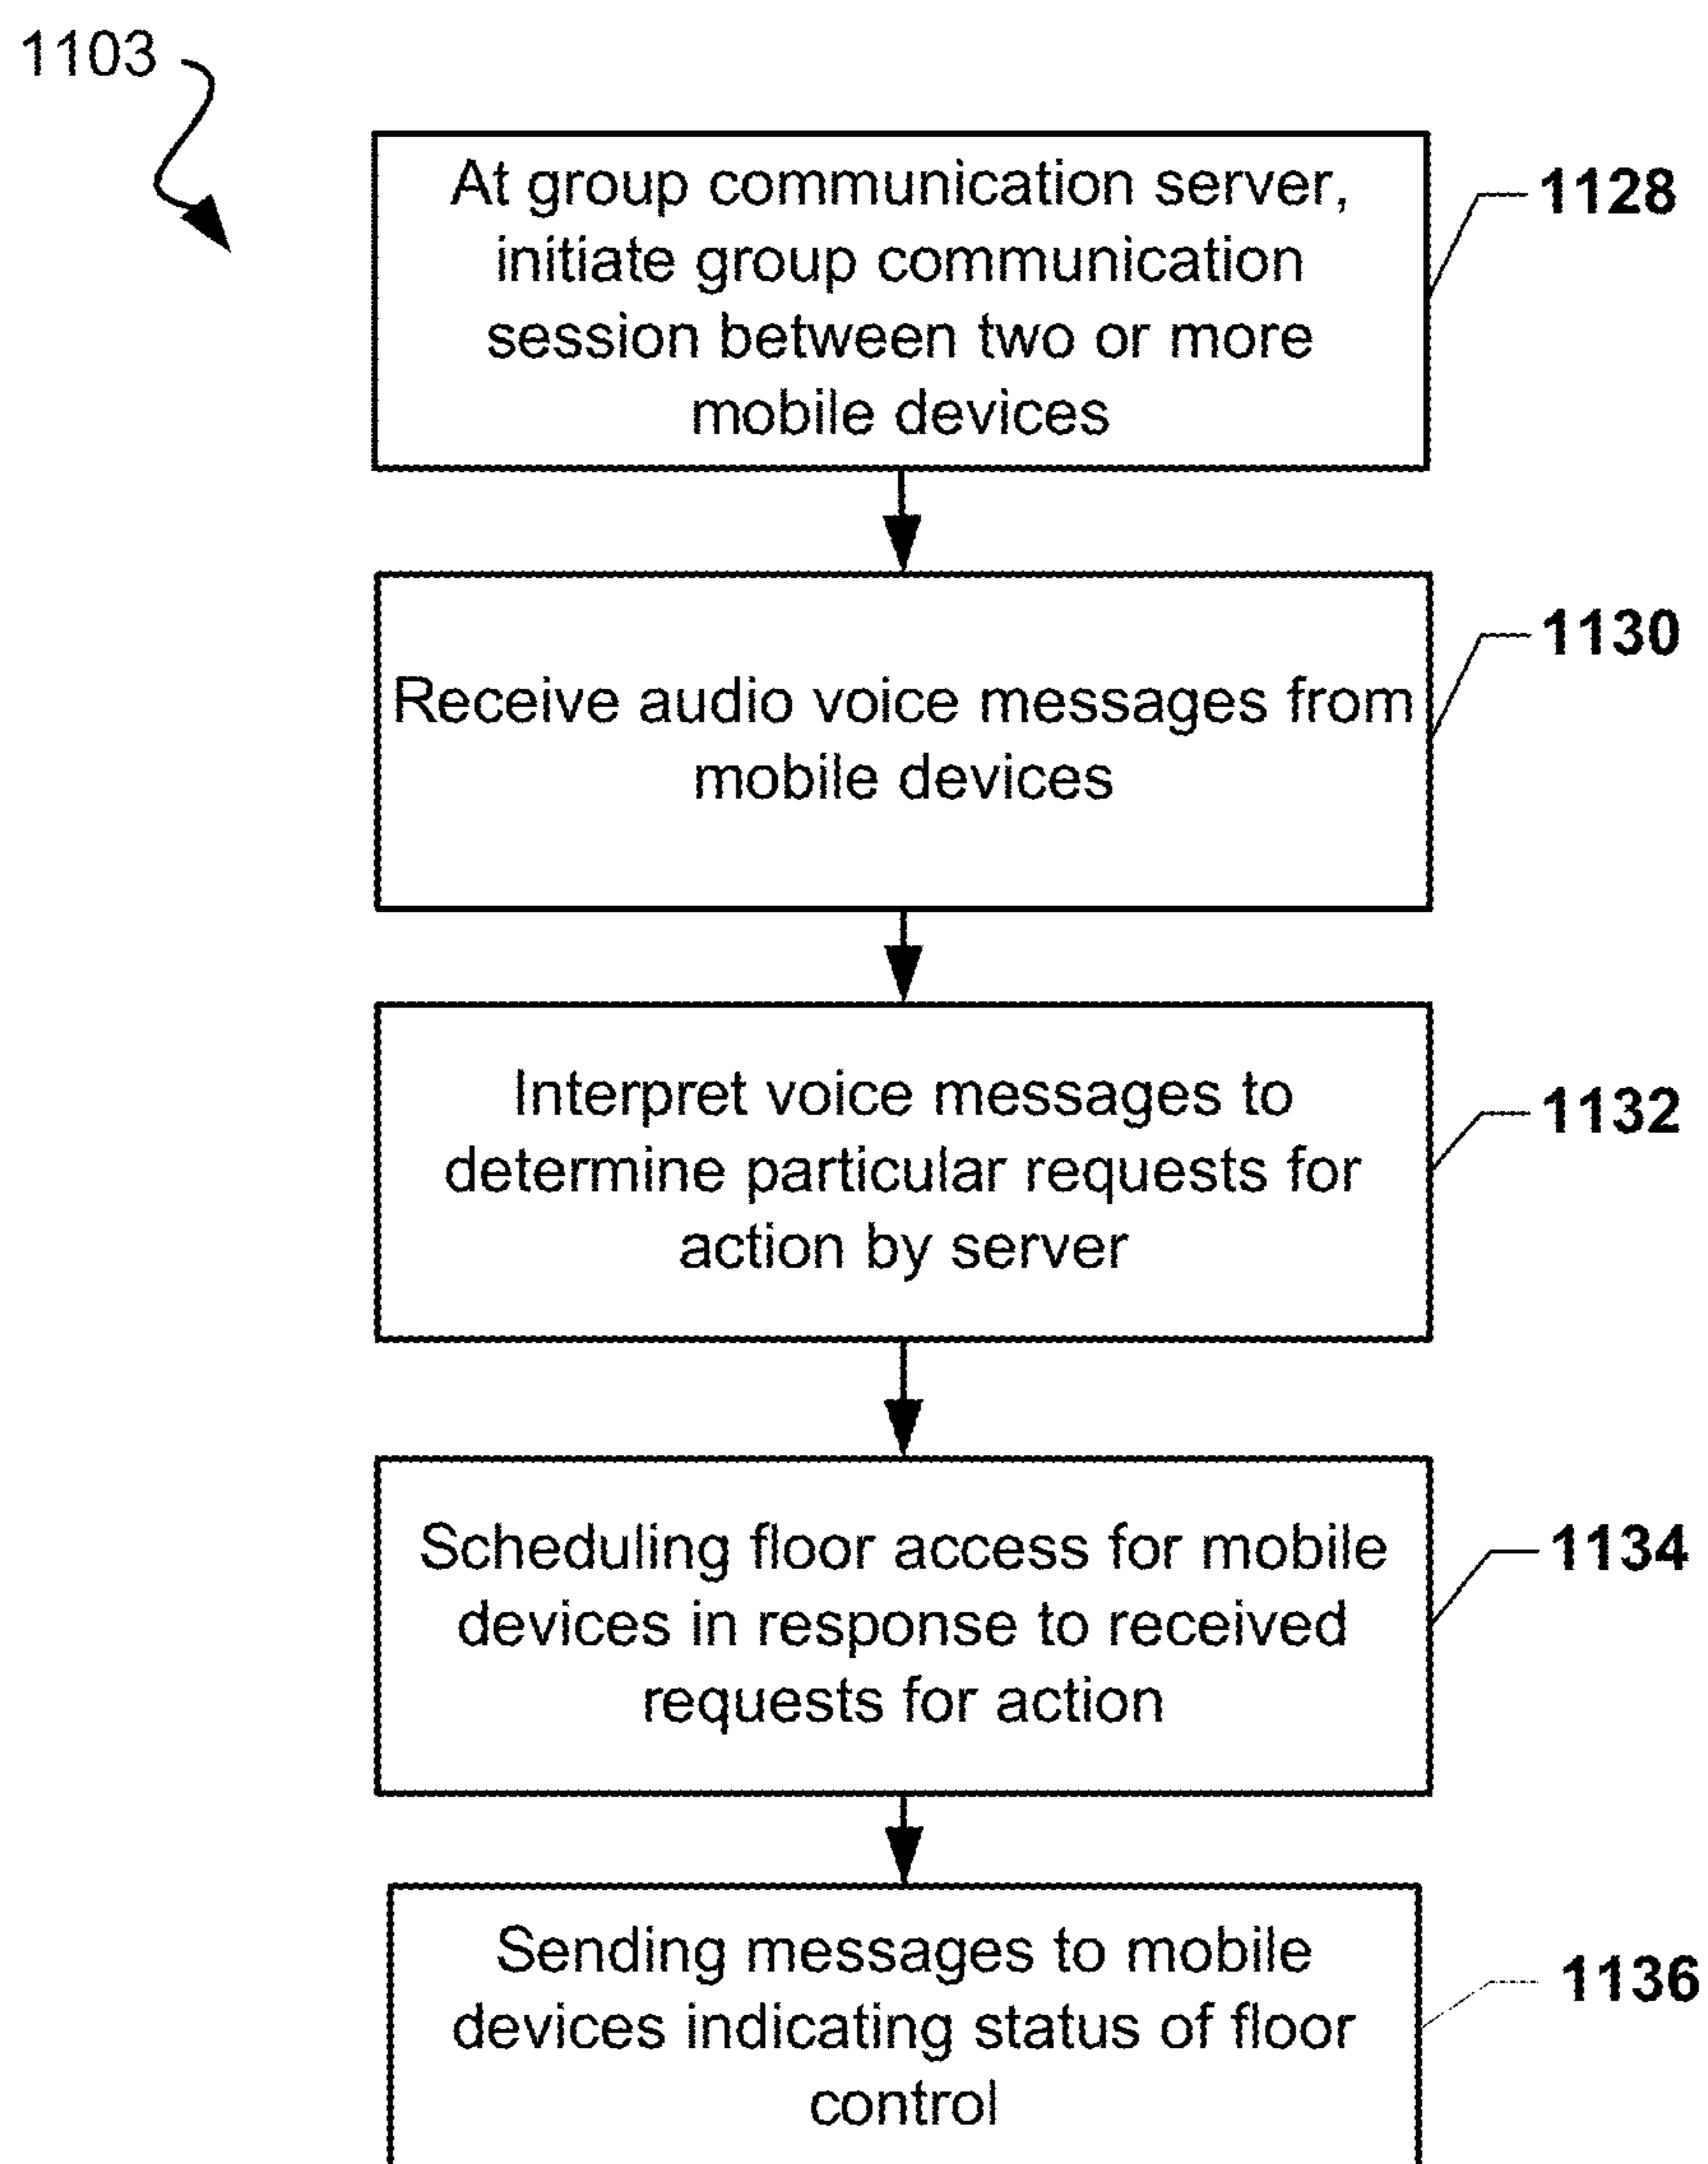 1103
At group communication server,
initiate group communication
session between two or more
mobile devices
1128
Receive audio voice messages from
mobile devices
1130
Interpret voice messages to
determine particular requests for
action by server
1132
Scheduling floor access for mobile
devices in response to received
requests for action
1134
Sending messages to mobile
devices indicating status of floor
control
1136